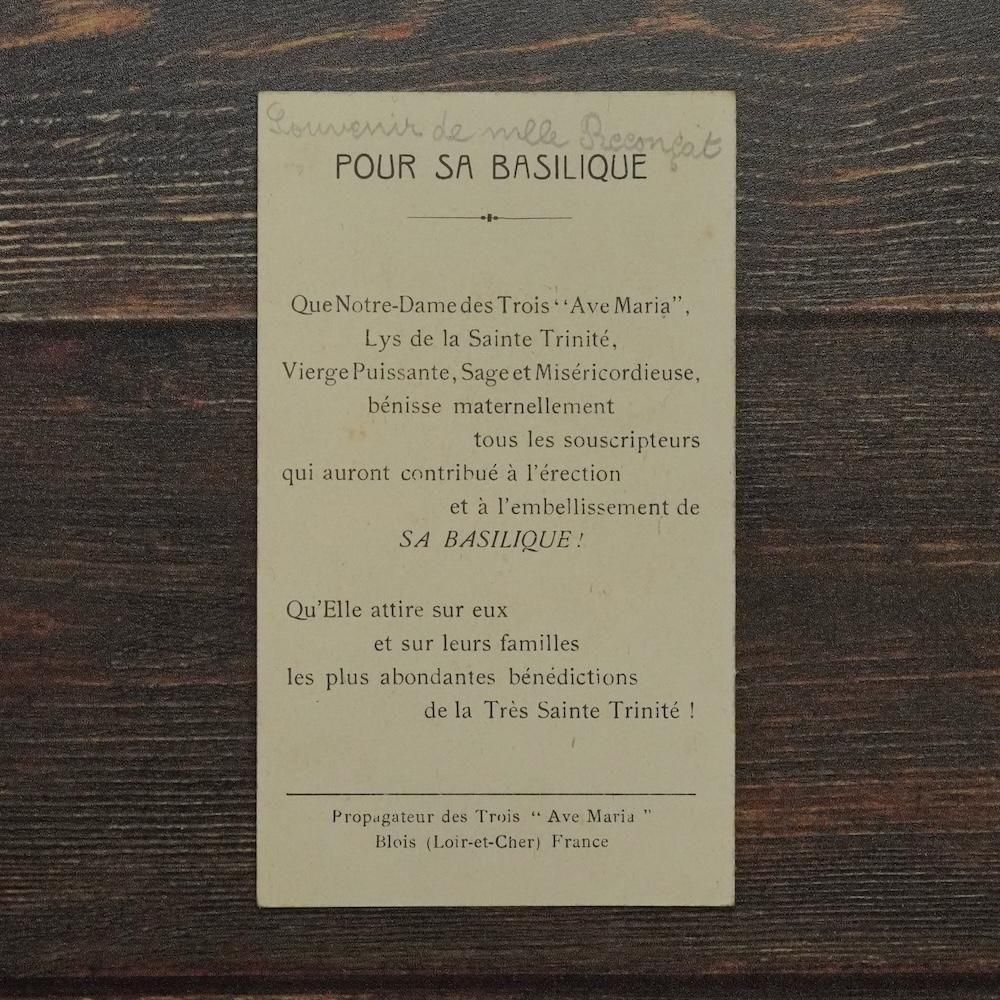 Souvenir de mlle
POUR SA BASILIQUE
Que Notre-Dame des Trois “Ave Maria”,
Lys de la Sainte Trinité,
Vierge Puissante, Sage et Miséricordieuse,
bénisse maternellement
tous les souscripteurs
qui auront contribué à l'érection
et à l'embellissement de
SA BASILIQUE !
Qu'Elle attire sur eux
et sur leurs familles
les plus abondantes bénédictions
de la Très Sainte Trinité !
Propagateur des Trois “ Ave Maria ”
Blois (Loir-et-Cher) France